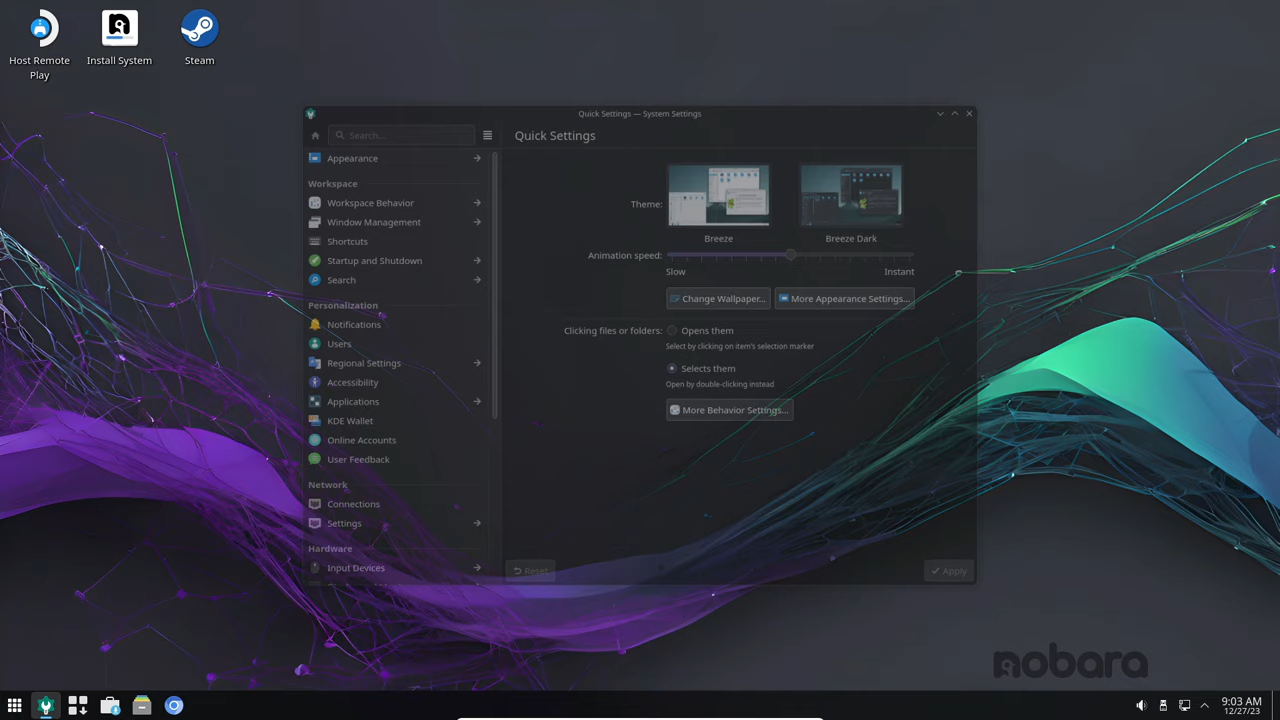 Host Remote
Play
Install System
Steam
Quick Settings — System Settings
Search...
Quick Settings
Appearance
Workspace
Workspace Behavior
Window Management
Shortcuts
Startup and Shutdown
Search
Personalization
Notifications
Users
Regional Settings
Accessibility
Applications
KDE Wallet
Online Accounts
User Feedback
Network
Connections
Settings
Hardware
Input Devices
Theme:
Breeze
Breeze Dark
Animation speed:
Slow
Instant
Change Wallpaper...
More Appearance Settings...
Clicking files or folders:
Opens them
Select by clicking on item's selection marker
Selects them
Open by double-clicking instead
More Behavior Settings...
Reset
Apply
nobara
9:03 AM
12/27/23